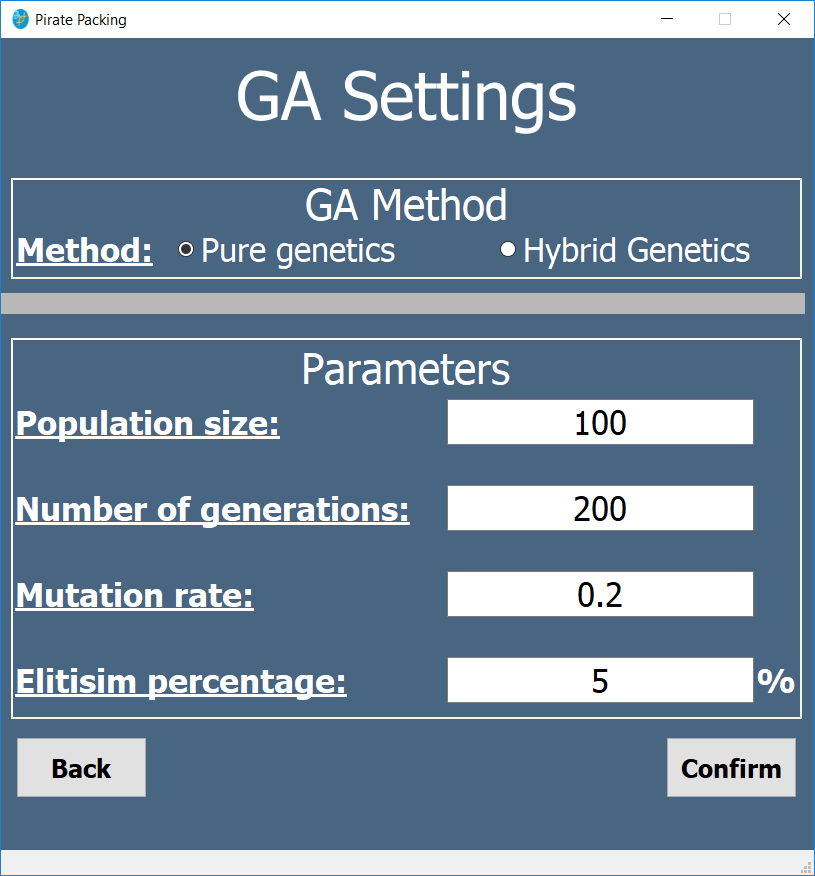 Pirate Packing
GA Settings
GA Method
Method: Pure genetics Hybrid Genetics
Parameters
Population size: 100
Number of generations: 200
Mutation rate: 0.2
Elitisim percentage: 5 %
Back Confirm